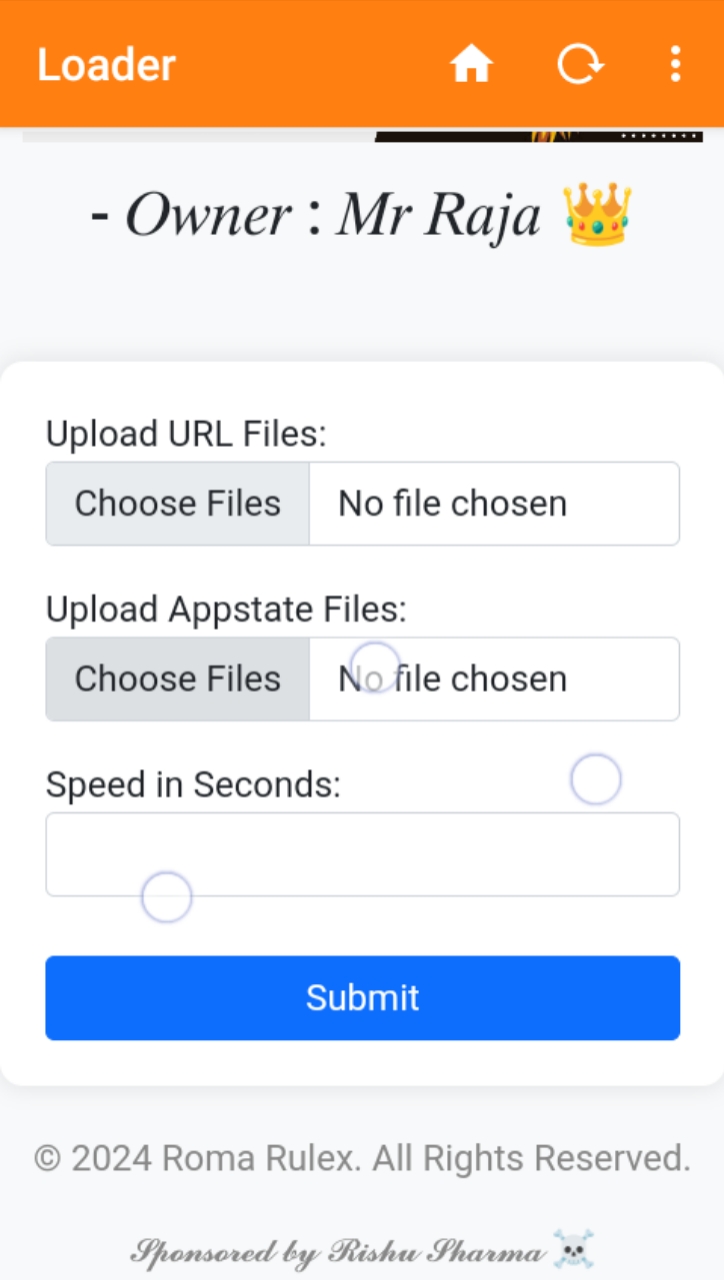 Loader
- Owner : Mr Raja 👑
Upload URL Files:
Choose Files No file chosen
Upload Appstate Files:
Choose Files No file chosen
Speed in Seconds:
Submit
© 2024 Roma Rulex. All Rights Reserved.
Sponsored by Rishu Sharma ☠️